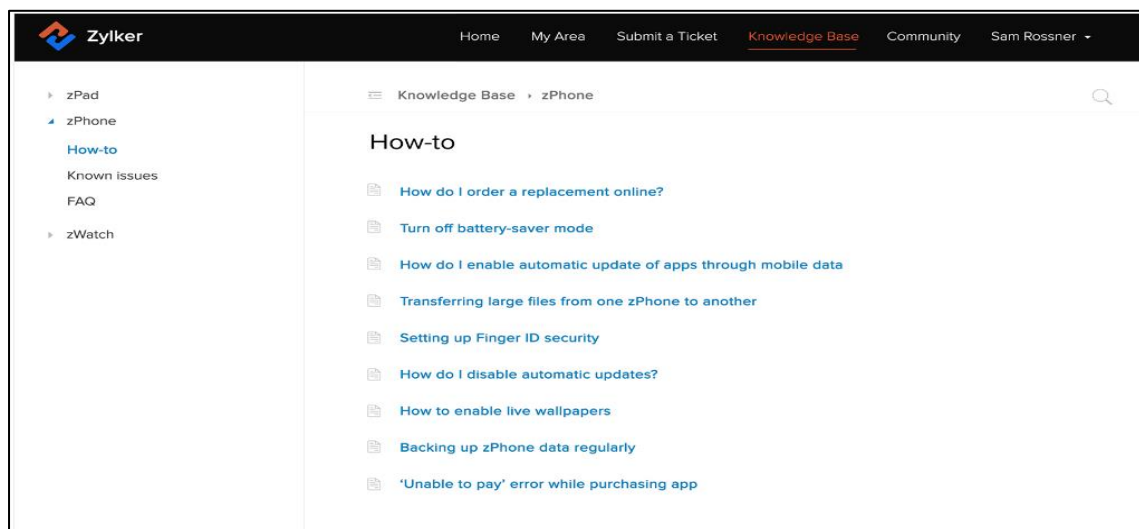 Zylker
Home My Area Submit a Ticket Knowledge Base Community Sam Rossner
zPad
zPhone
How-to
Known issues
FAQ
zWatch
Knowledge Base › zPhone
How-to
How do I order a replacement online?
Turn off battery-saver mode
How do I enable automatic update of apps through mobile data
Transferring large files from one zPhone to another
Setting up Finger ID security
How do I disable automatic updates?
How to enable live wallpapers
Backing up zPhone data regularly
‘Unable to pay’ error while purchasing app